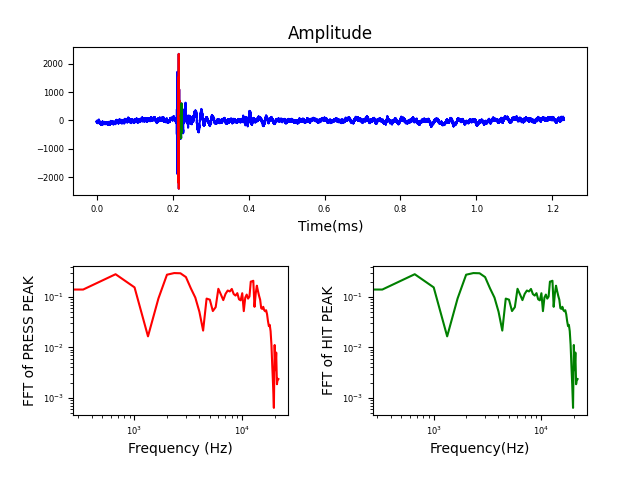 Amplitude
2000
1000
0
−1000
−2000
0.0 0.2 0.4 0.6 0.8 1.0 1.2
Time(ms)
FFT of PRESS PEAK
10⁻¹
10⁻²
10⁻³
10³ 10⁴
Frequency (Hz)
FFT of HIT PEAK
10⁻¹
10⁻²
10⁻³
10³ 10⁴
Frequency(Hz)